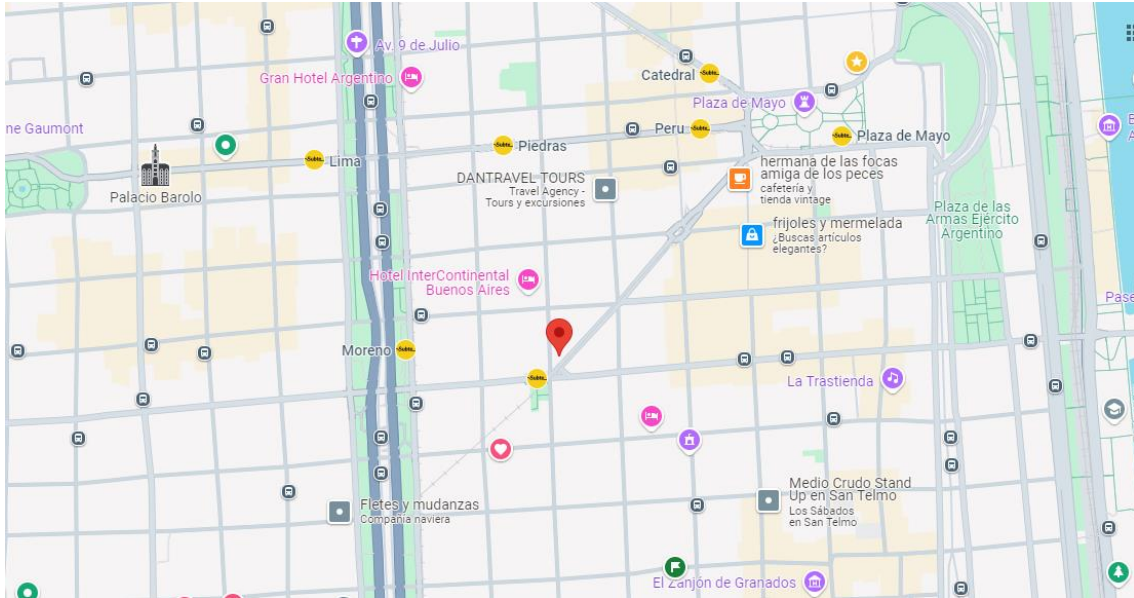 Av. 9 de Julio
Gran Hotel Argentino
Catedral
Plaza de Mayo
ne Gaumont
Peru
Plaza de Mayo
Lima
Piedras
Palacio Barolo
DANTRAVEL TOURS
Travel Agency -
Tours y excursiones
hermana de las focas
amiga de los peces
cafetería y
tienda vintage
Plaza de las
Armas Ejército
Argentino
frijoles y mermelada
¿Buscas artículos
elegantes?
Hotel InterContinental
Buenos Aires
Pase
Moreno
La Trastienda
Medio Crudo Stand
Up en San Telmo
Los Sábados
en San Telmo
Fletes y mudanzas
Compañía naviera
El Zanjón de Granados